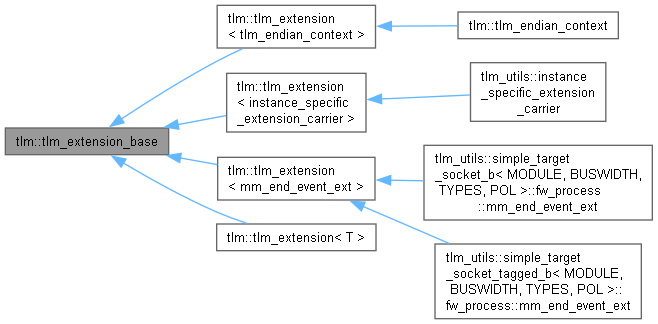 tlm::tlm_extension
< tlm_endian_context >
tlm::tlm_endian_context
tlm::tlm_extension
< instance_specific
_extension_carrier >
tlm_utils::instance
_specific_extension
_carrier
tlm::tlm_extension_base
tlm::tlm_extension
< mm_end_event_ext >
tlm_utils::simple_target
_socket_b< MODULE, BUSWIDTH,
TYPES, POL >::fw_process
::mm_end_event_ext
tlm::tlm_extension< T >
tlm_utils::simple_target
_socket_tagged_b< MODULE,
BUSWIDTH, TYPES, POL >::
fw_process::mm_end_event_ext